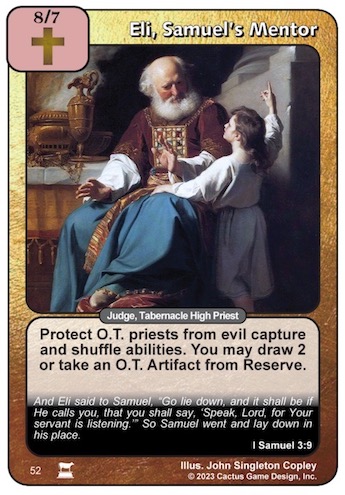 8/7
Eli, Samuel's Mentor
Judge, Tabernacle High Priest
Protect O.T. priests from evil capture
and shuffle abilities. You may draw 2
or take an O.T. Artifact from Reserve.
And Eli said to Samuel, "Go lie down, and it shall be if
He calls you, that you shall say, 'Speak, Lord, for Your
servant is listening.'" So Samuel went and lay down in
his place.
I Samuel 3:9
52
Illus. John Singleton Copley
© 2023 Cactus Game Design, Inc.